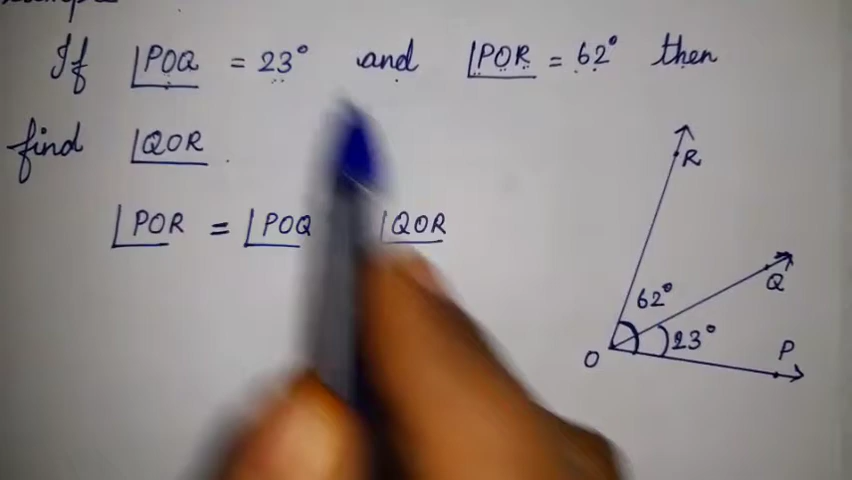 If ∠POQ = 23° and ∠POR = 62° then
find ∠QOR.
∠POR = ∠POQ ∠QOR
R
Q
62°
23°
P
O